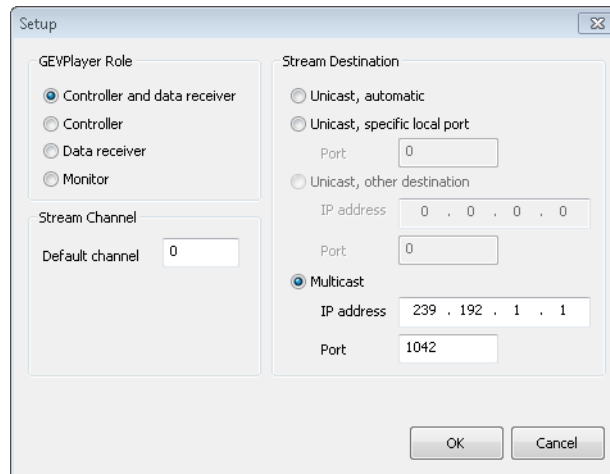 Setup
GEVPlayer Role
Controller and data receiver
Controller
Data receiver
Monitor
Stream Channel
Default channel 0
Stream Destination
Unicast, automatic
Unicast, specific local port
Port 0
Unicast, other destination
IP address 0 . 0 . 0 . 0
Port 0
Multicast
IP address 239 . 192 . 1 . 1
Port 1042
OK Cancel